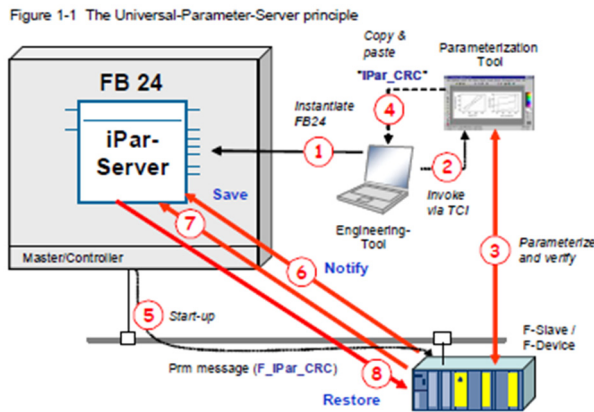 Figure 1-1 The Universal-Parameter-Server principle
Copy &
paste
"IPar_CRC"
Parameterization
Tool
FB 24
Instantiate
FB24
4
iPar-
Server
1
2
Save
Invoke
via TCI
7
Engineering-
Tool
3
Parameterize
and verify
6
Notify
Master/Controller
5
Start-up
F-Slave /
F-Device
Prm message (F_IPar_CRC)
8
Restore